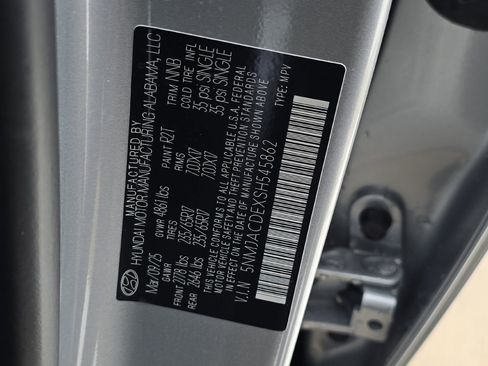 MANUFACTURED BY
HYUNDAI MOTOR MANUFACTURING ALABAMA, LLC
Mar/09/25 GVWR 4861 lbs PAINT R2T TRIM NNB
GAWR TIRES RIMS COLD TIRE INFL
FRONT 2778 lbs 235/65R17 7.0JX17 35 psi SINGLE
REAR 2646 lbs 235/65R17 7.0JX17 35 psi SINGLE
THIS VEHICLE CONFORMS TO ALL APPLICABLE U.S.A. FEDERAL
MOTOR VEHICLE SAFETY, BUMPER, AND
THEFT PREVENTION STANDARDS
IN EFFECT ON THE DATE OF MANUFACTURE SHOWN ABOVE
V.I.N 5NMJACDEXSH545862 TYPE: MPV